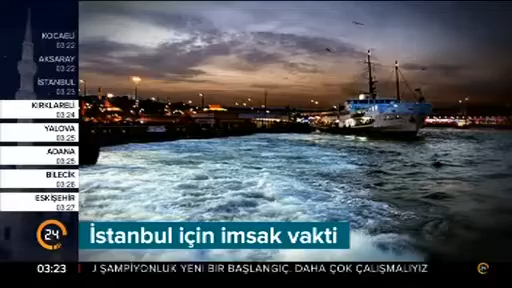 KOCAELİ
03:22
AKSARAY
03:22
İSTANBUL
03:23
KIRKLARELİ
03:24
YALOVA
03:25
ADANA
03:25
BİLECİK
03:26
ESKİŞEHİR
03:27
24
İstanbul için imsak vakti
03:23
J ŞAMPİYONLUK YENİ BİR BAŞLANGIÇ, DAHA ÇOK ÇALIŞMALIYIZ
24